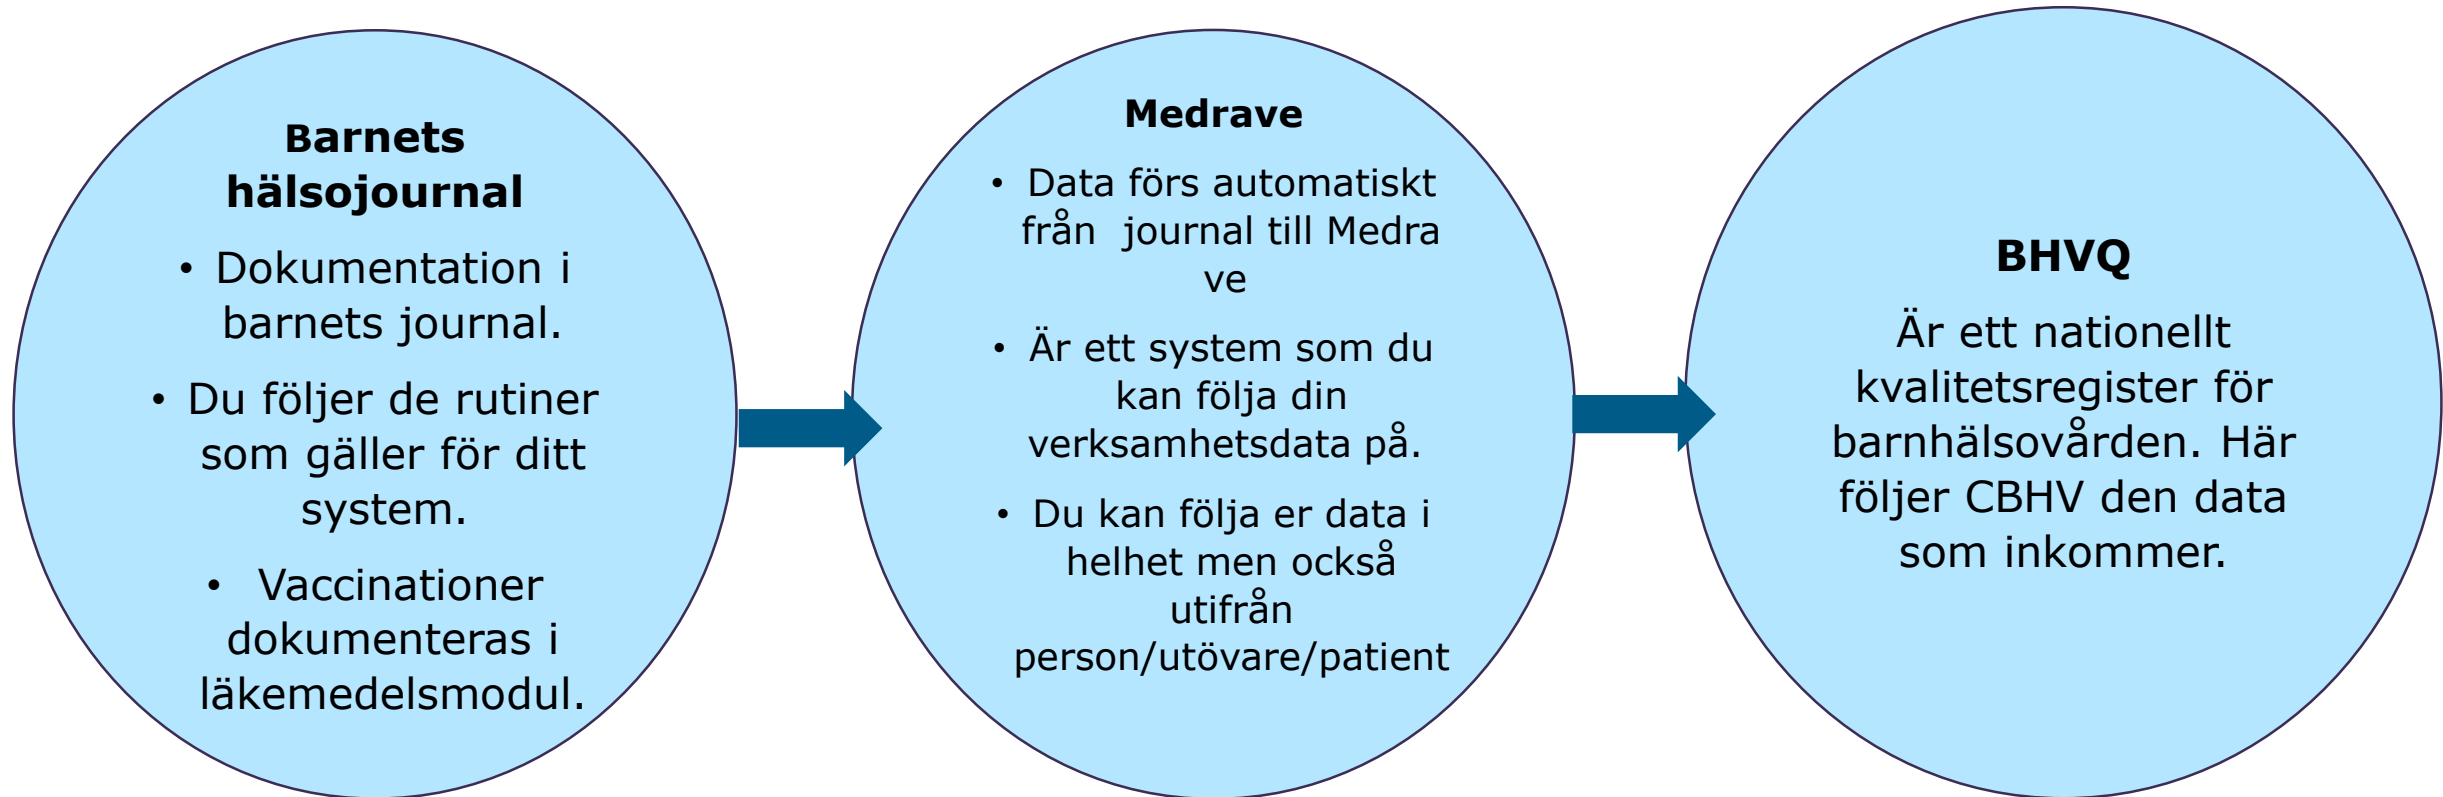 Barnets
hälsojournal
• Dokumentation i
barnets journal.
• Du följer de rutiner
som gäller för ditt
system.
• Vaccinationer
dokumenteras i
läkemedelsmodul.
Medrave
• Data förs automatiskt
från  journal till Medra
ve
• Är ett system som du
kan följa din
verksamhetsdata på.
• Du kan följa er data i
helhet men också
utifrån
person/utövare/patient
BHVQ
Är ett nationellt
kvalitetsregister för
barnhälsovården. Här
följer CBHV den data
som inkommer.